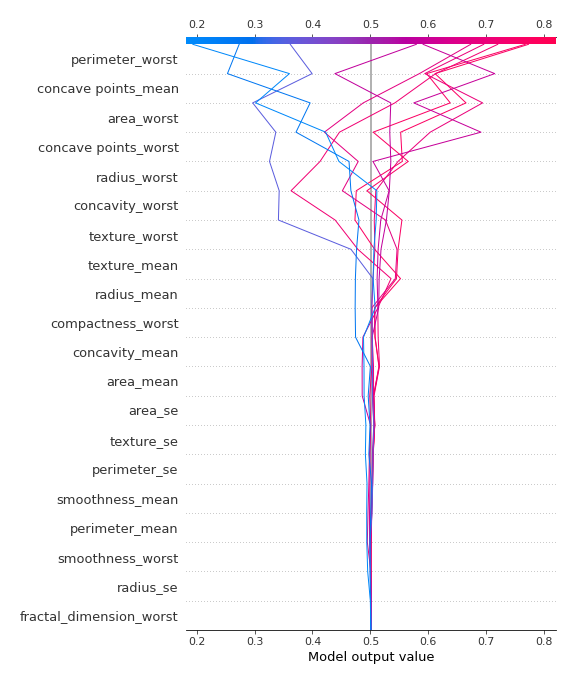 0.2 0.3 0.4 0.5 0.6 0.7 0.8
perimeter_worst
concave points_mean
area_worst
concave points_worst
radius_worst
concavity_worst
texture_worst
texture_mean
radius_mean
compactness_worst
concavity_mean
area_mean
area_se
texture_se
perimeter_se
smoothness_mean
perimeter_mean
smoothness_worst
radius_se
fractal_dimension_worst
0.2 0.3 0.4 0.5 0.6 0.7 0.8
Model output value